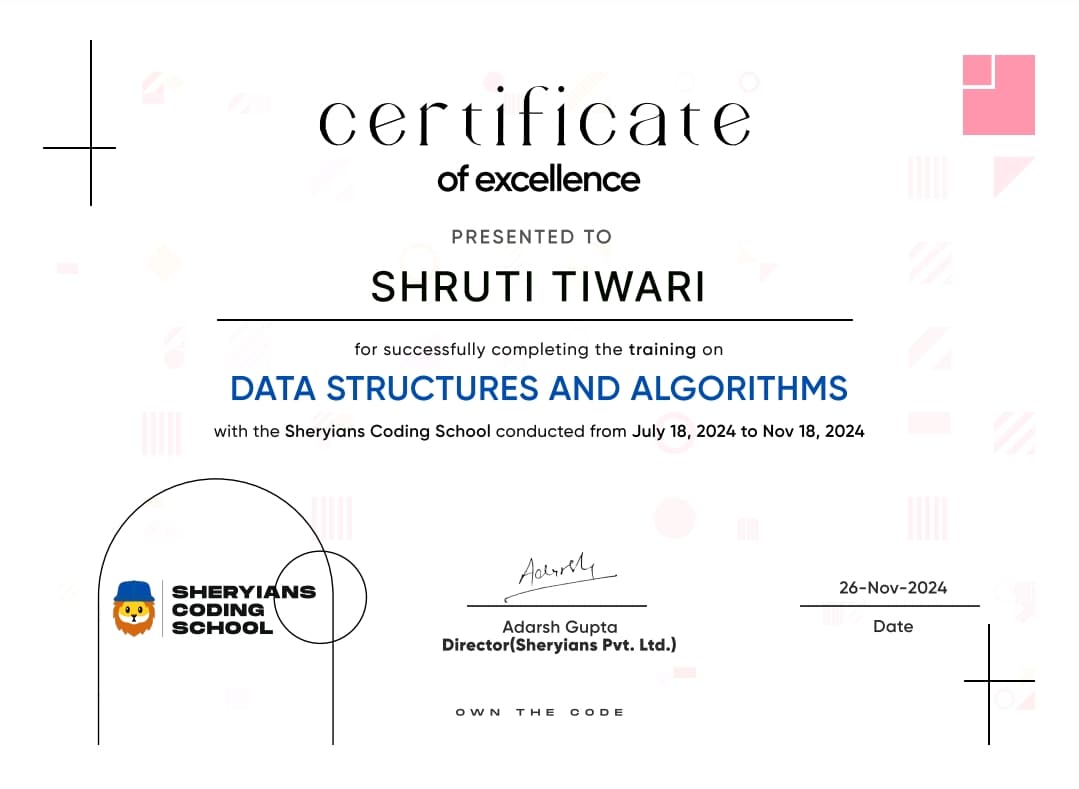 certificate
of excellence
PRESENTED TO
SHRUTI TIWARI
for successfully completing the training on
DATA STRUCTURES AND ALGORITHMS
with the Sheryians Coding School conducted from July 18, 2024 to Nov 18, 2024
SHERYIANS
CODING
SCHOOL
Adarsh
Adarsh Gupta
Director(Sheryians Pvt. Ltd.)
26-Nov-2024
Date
OWN THE CODE